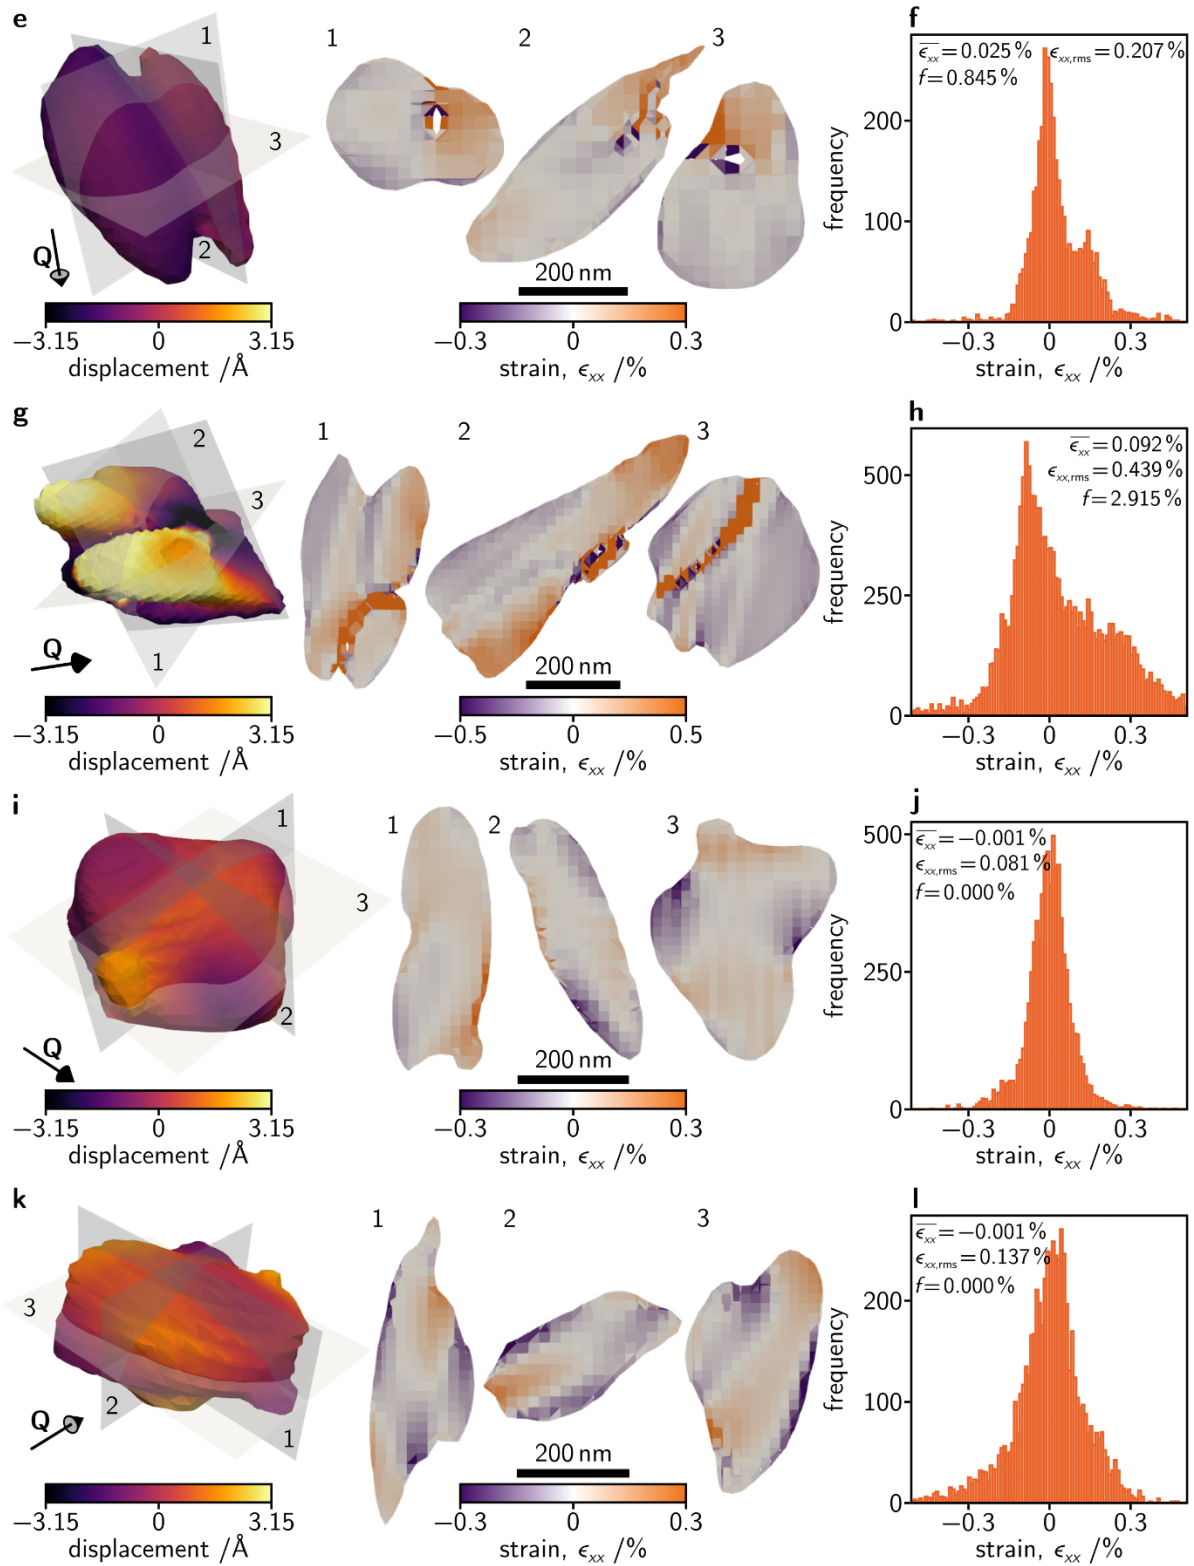 e
1
2
3
Q
1
2
3
200 nm
−3.15 0 3.15
displacement /Å
−0.3 0 0.3
strain, ϵxx /%
f
ϵxx = 0.025 % ϵxx,rms = 0.207 %
f = 0.845 %
frequency
200
100
0
−0.3 0 0.3
strain, ϵxx /%
g
2
3
1
Q
1
2
3
200 nm
−3.15 0 3.15
displacement /Å
−0.5 0 0.5
strain, ϵxx /%
h
ϵxx = 0.092 %
ϵxx,rms = 0.439 %
f = 2.915 %
frequency
500
250
0
−0.3 0 0.3
strain, ϵxx /%
i
1
3
2
Q
1
2
3
200 nm
−3.15 0 3.15
displacement /Å
−0.3 0 0.3
strain, ϵxx /%
j
ϵxx = −0.001 %
ϵxx,rms = 0.081 %
f = 0.000 %
frequency
500
250
0
−0.3 0 0.3
strain, ϵxx /%
k
3
2
1
Q
1
2
3
200 nm
−3.15 0 3.15
displacement /Å
−0.3 0 0.3
strain, ϵxx /%
l
ϵxx = −0.001 %
ϵxx,rms = 0.137 %
f = 0.000 %
frequency
200
100
0
−0.3 0 0.3
strain, ϵxx /%